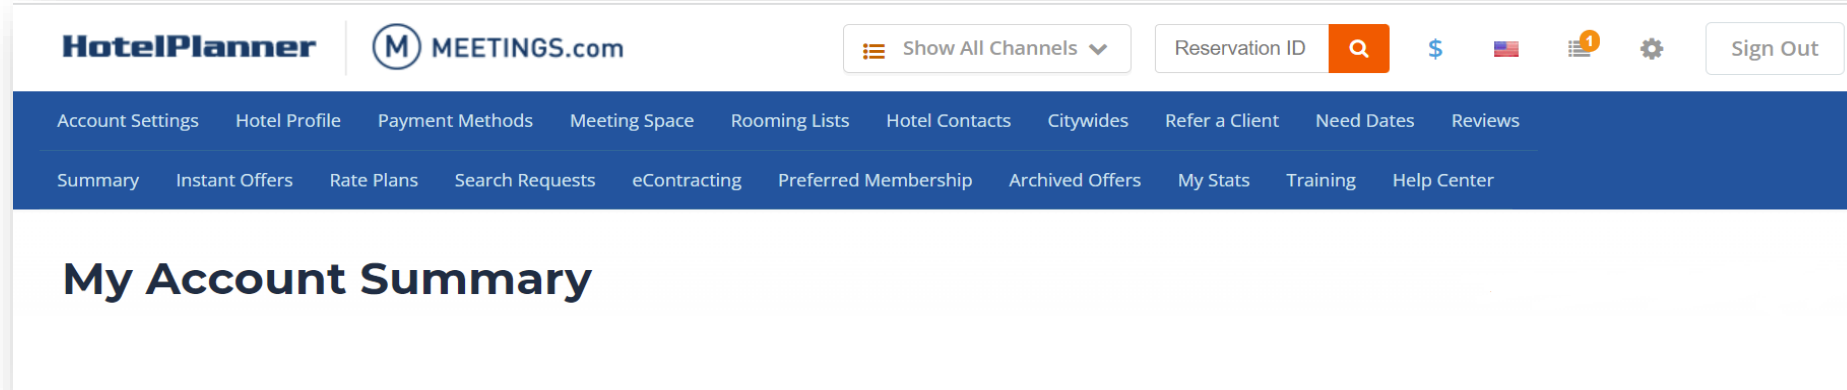 HotelPlanner M MEETINGS.com Show All Channels Reservation ID $ 1 Sign Out
Account Settings Hotel Profile Payment Methods Meeting Space Rooming Lists Hotel Contacts Citywides Refer a Client Need Dates Reviews
Summary Instant Offers Rate Plans Search Requests eContracting Preferred Membership Archived Offers My Stats Training Help Center
My Account Summary